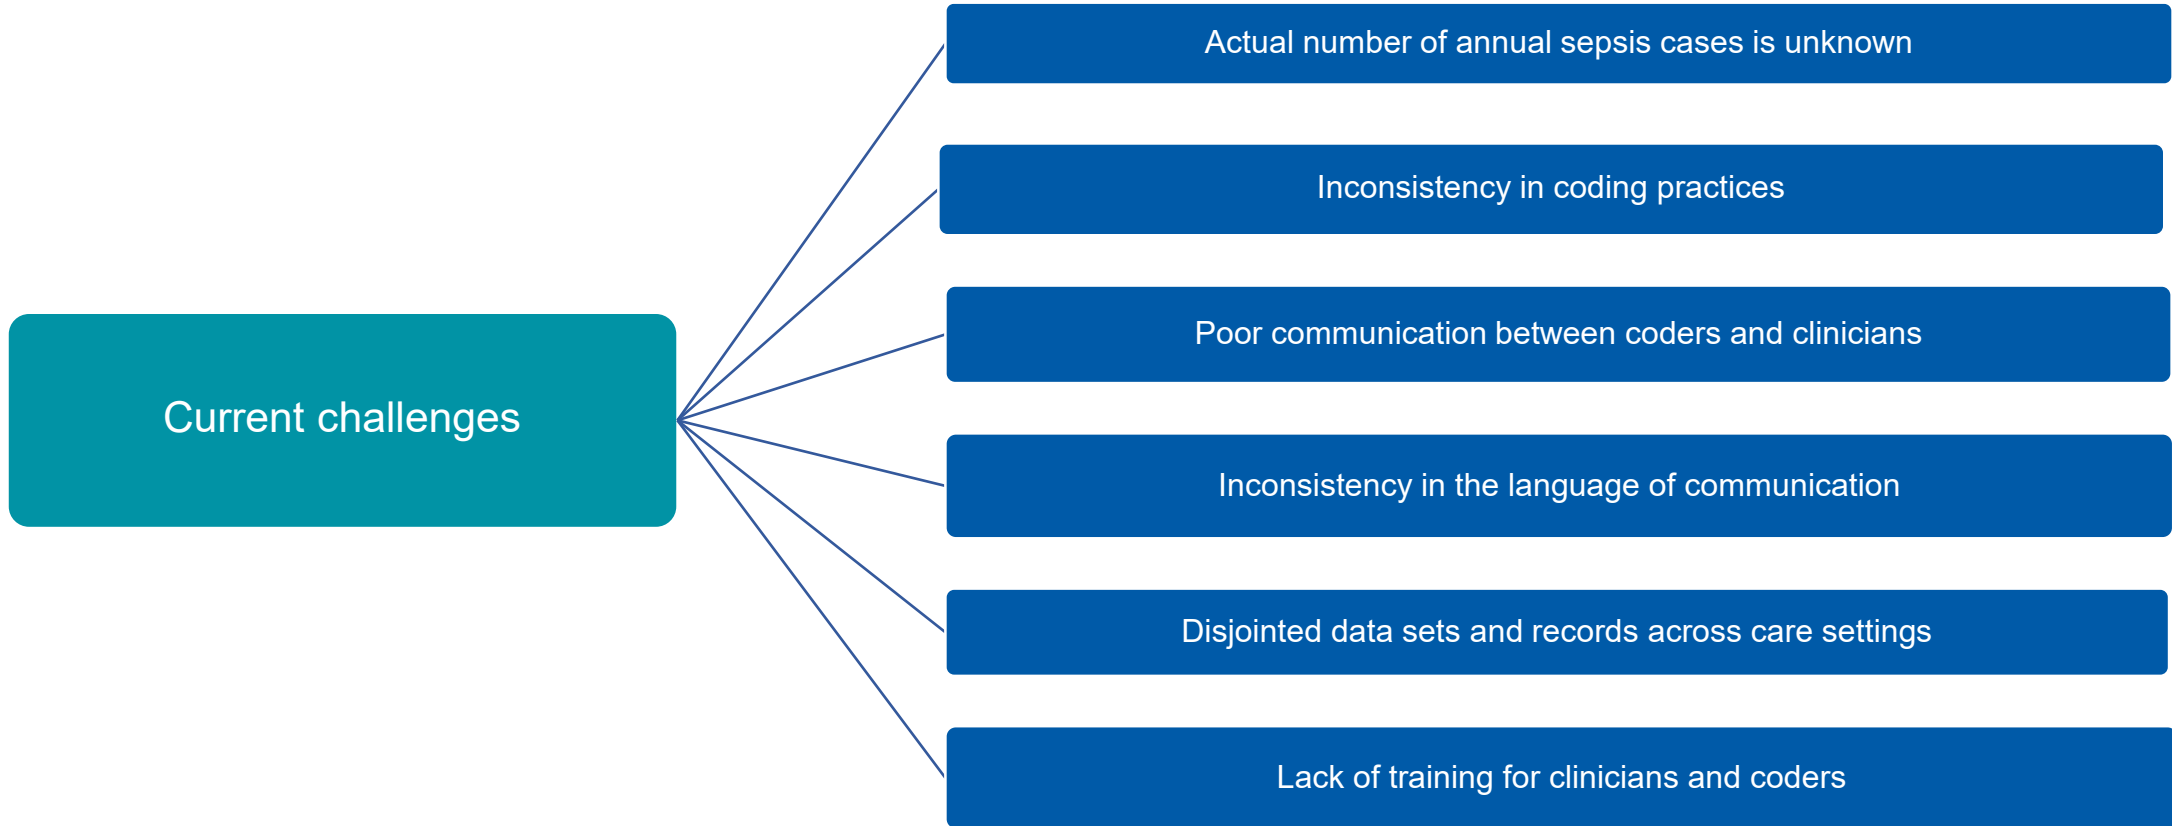 Actual number of annual sepsis cases is unknown
Inconsistency in coding practices
Poor communication between coders and clinicians
Current challenges
Inconsistency in the language of communication
Disjointed data sets and records across care settings
Lack of training for clinicians and coders